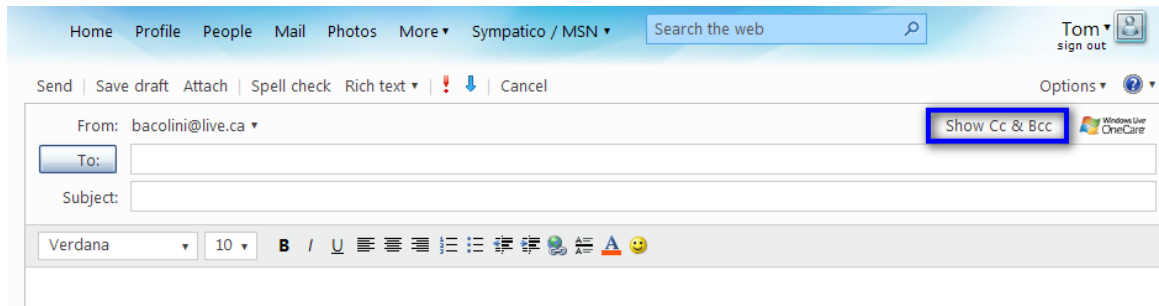 Home Profile People Mail Photos More Sympatico / MSN Search the web Tom
sign out
Send | Save draft Attach | Spell check Rich text | | Cancel Options
From: bacolini@live.ca Show Cc & Bcc Windows Live
OneCare
To:
Subject:
Verdana 10 B I U A